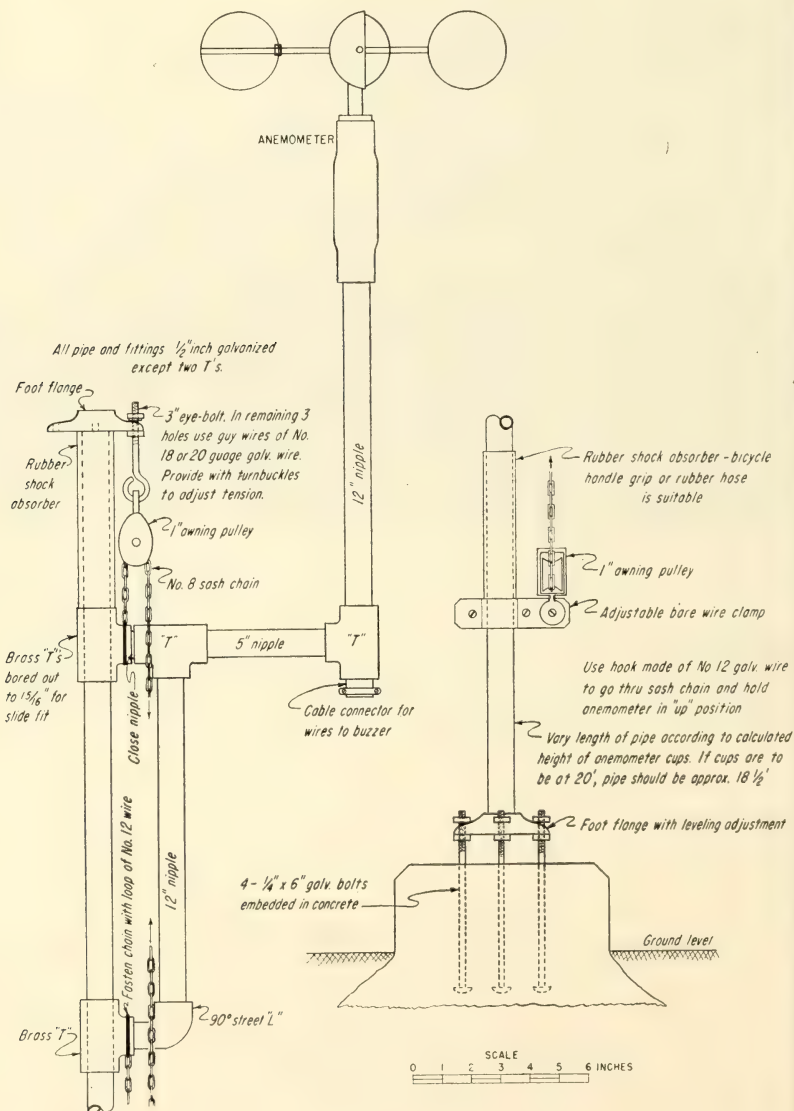 ANEMOMETER
All pipe and fittings ½" inch galvanized
except two T's.
Foot flange
3" eye-bolt. In remaining 3
holes use guy wires of No.
18 or 20 guage galv. wire.
Provide with turnbuckles
to adjust tension.
Rubber
shock
absorber
1" awning pulley
No. 8 sash chain
12" nipple
"T"
5" nipple
"T"
Brass "T"s
bored out
to 15/16" for
slide fit
Close nipple
Cable connector for
wires to buzzer
Fasten chain with loop of No. 12 wire
12" nipple
Brass "T"
90° street "L"
Rubber shock absorber - bicycle
handle grip or rubber hose
is suitable
1" awning pulley
Adjustable bare wire clamp
Use hook made of No 12 galv. wire
to go thru sash chain and hold
anemometer in "up" position
Vary length of pipe according to calculated
height of anemometer cups. If cups are to
be at 20', pipe should be approx. 18 ½'
Foot flange with leveling adjustment
4 - ¼" x 6" galv. bolts
embedded in concrete
Ground level
SCALE
0 1 2 3 4 5 6 INCHES